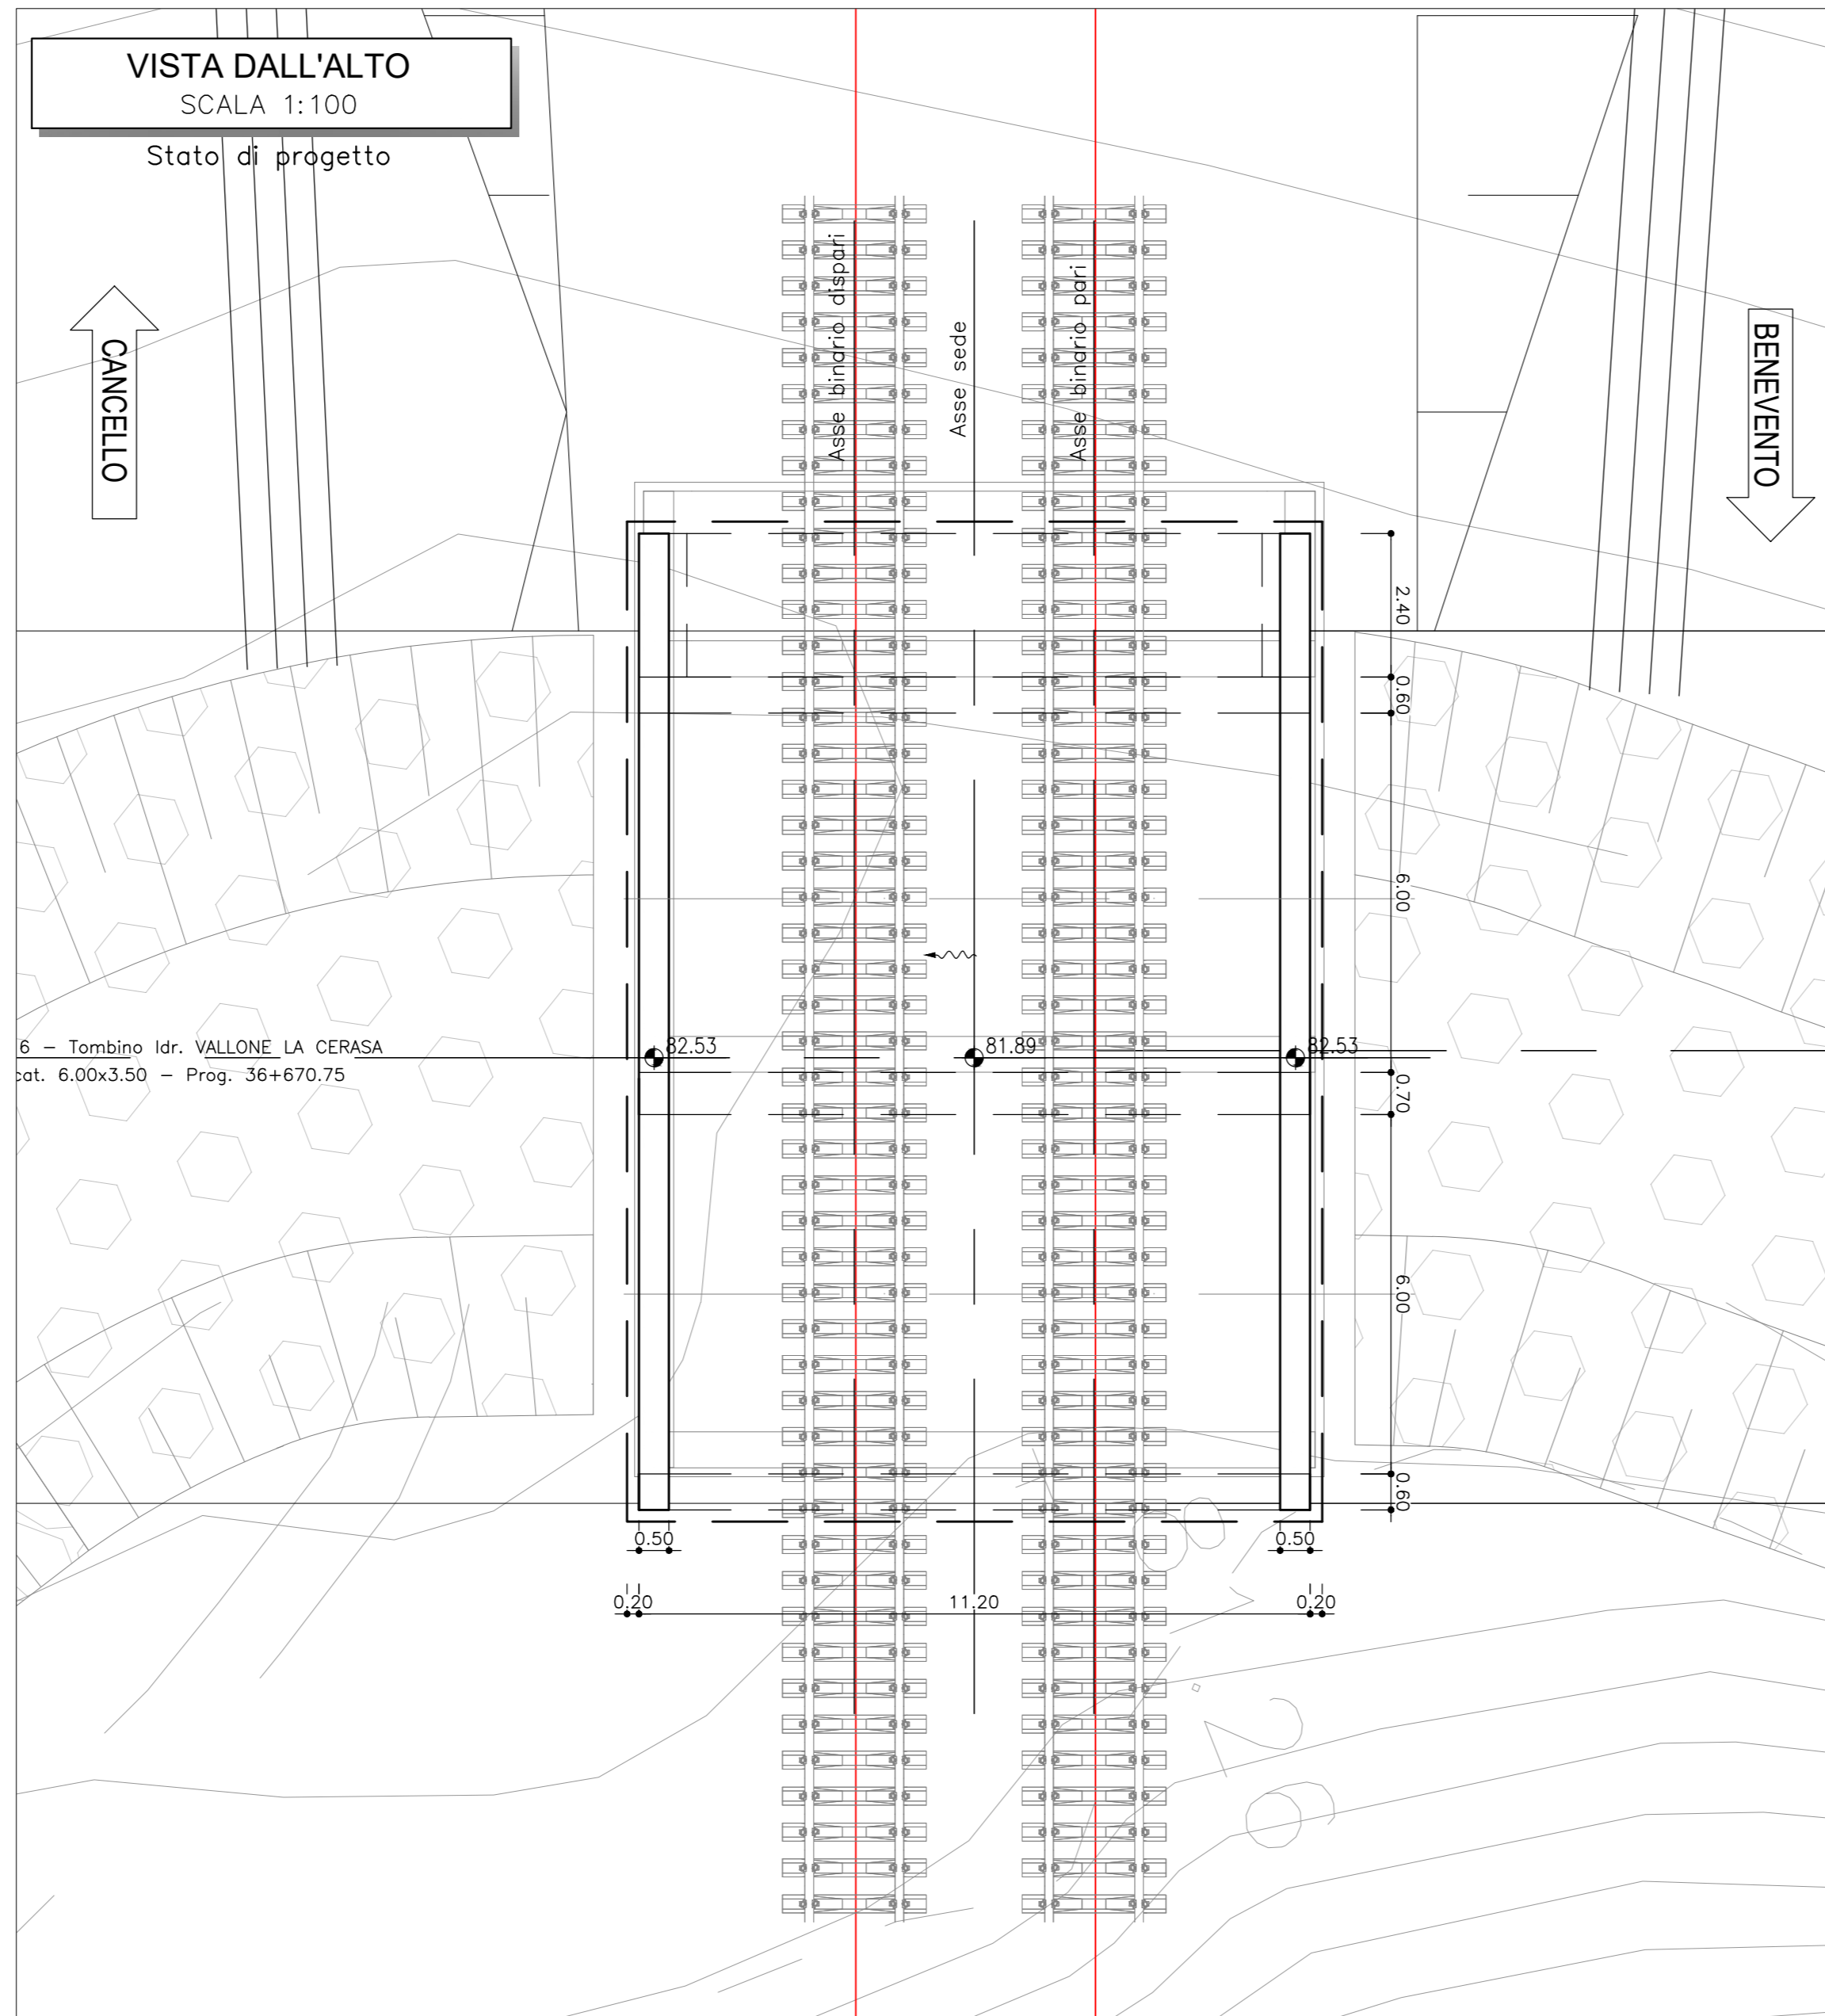 VISTA DALL'ALTO
SCALA 1:100
Stato di progetto
CANCELLO
BENEVENTO
Asse binario dispari
Asse sede
Asse binario pari
2.40
0.60
6.00
6 – Tombino Idr. VALLONE LA CERASA
cat. 6.00x3.50 – Prog. 36+670.75
82.53
81.89
82.53
0.70
6.00
0.60
0.50
0.50
0.20
11.20
0.20